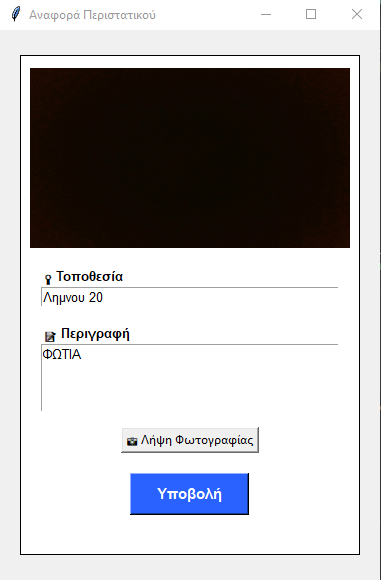 Αναφορά Περιστατικού
Τοποθεσία
Λημνου 20
Περιγραφή
ΦΩΤΙΑ
Λήψη Φωτογραφίας
Υποβολή